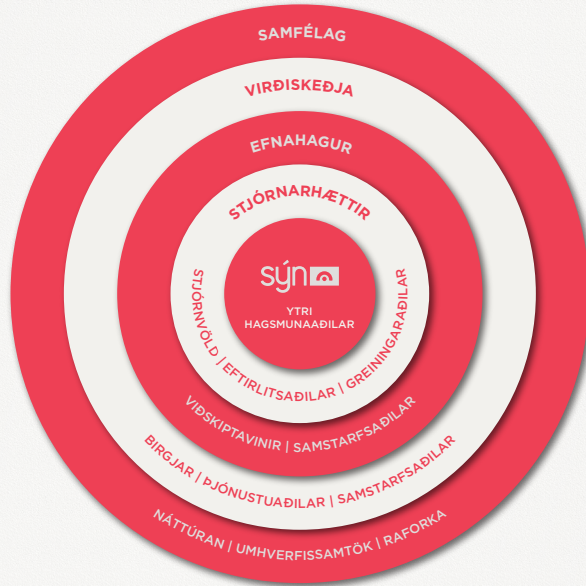 SAMFÉLAG
VIRÐISKEÐJA
EFNAHAGUR
STJÓRNARHÆTTIR
sýn
YTRI
HAGSMUNAAÐILAR
STJÓRNVÖLD | EFTIRLITSAÐILAR | GREININGARAÐILAR
VIÐSKIPTAVINIR | SAMSTARFSAÐILAR
BIRGJAR | ÞJÓNUSTUAÐILAR | SAMSTARFSAÐILAR
NÁTTÚRAN | UMHVERFISSAMTÖK | RAFORKA